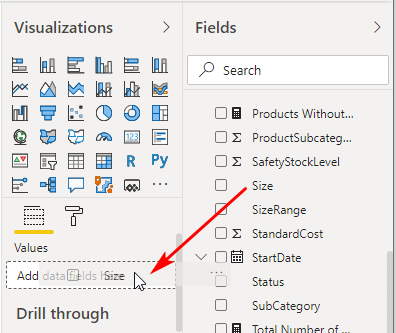 Visualizations
Fields
Search
123
R Py
Values
Add data fields here
Size
Drill through
Products Without...
ProductSubcateg...
SafetyStockLevel
Size
SizeRange
StandardCost
StartDate
Status
SubCategory
Total Number of ...